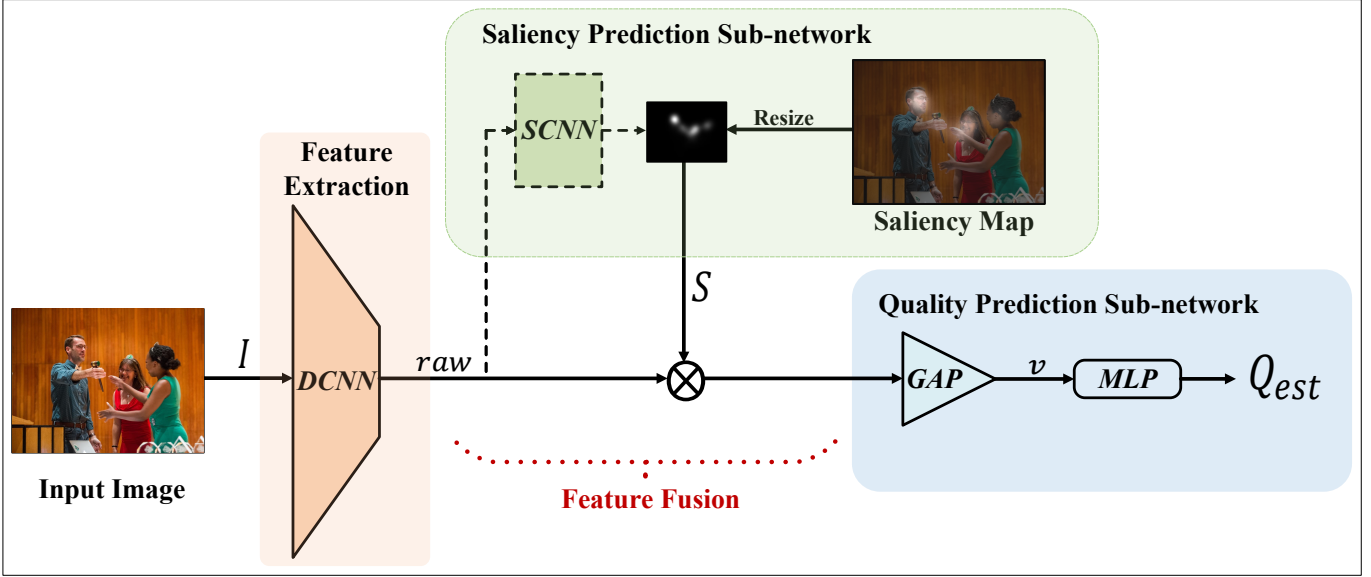 Saliency Prediction Sub-network
SCNN
Resize
Saliency Map
Feature
Extraction
S
Quality Prediction Sub-network
I
DCNN
raw
GAP
v
MLP
Q_est
Input Image
Feature Fusion